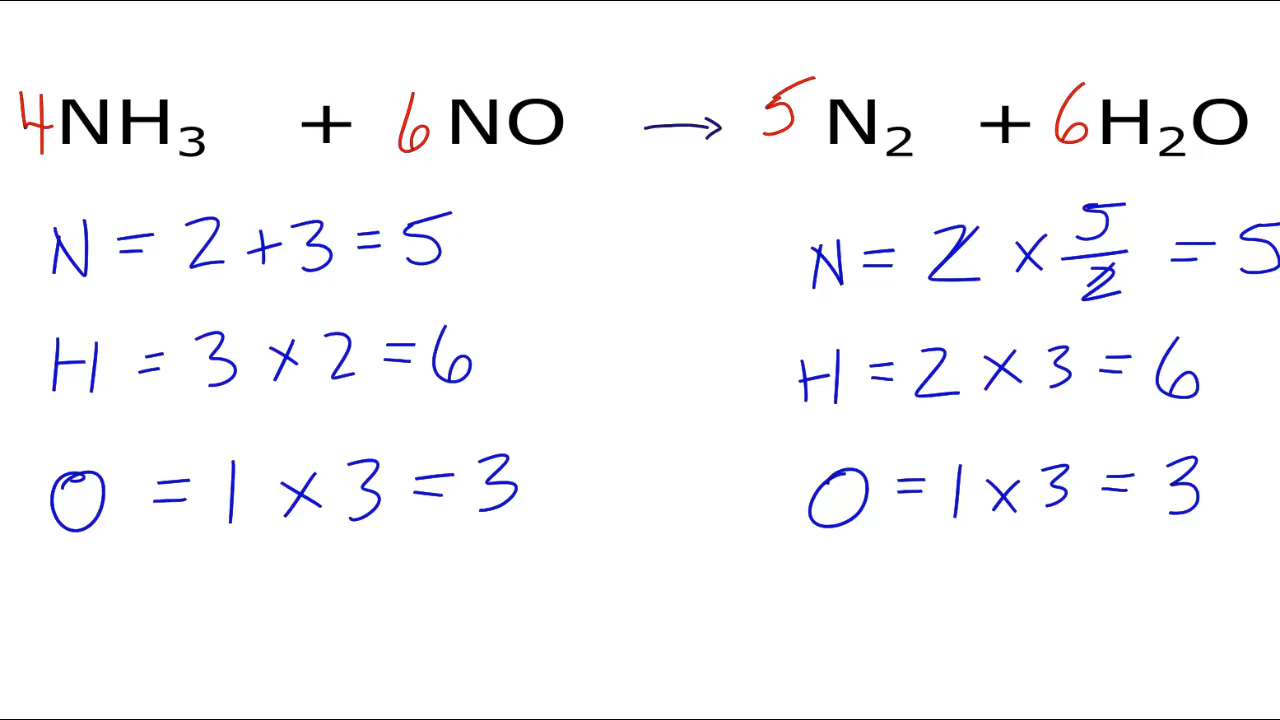 4NH₃ + 6NO → 5N₂ + 6H₂O
N = 2 + 3 = 5 N = 2 × 5/2 = 5
H = 3 × 2 = 6 H = 2 × 3 = 6
O = 1 × 3 = 3 O = 1 × 3 = 3